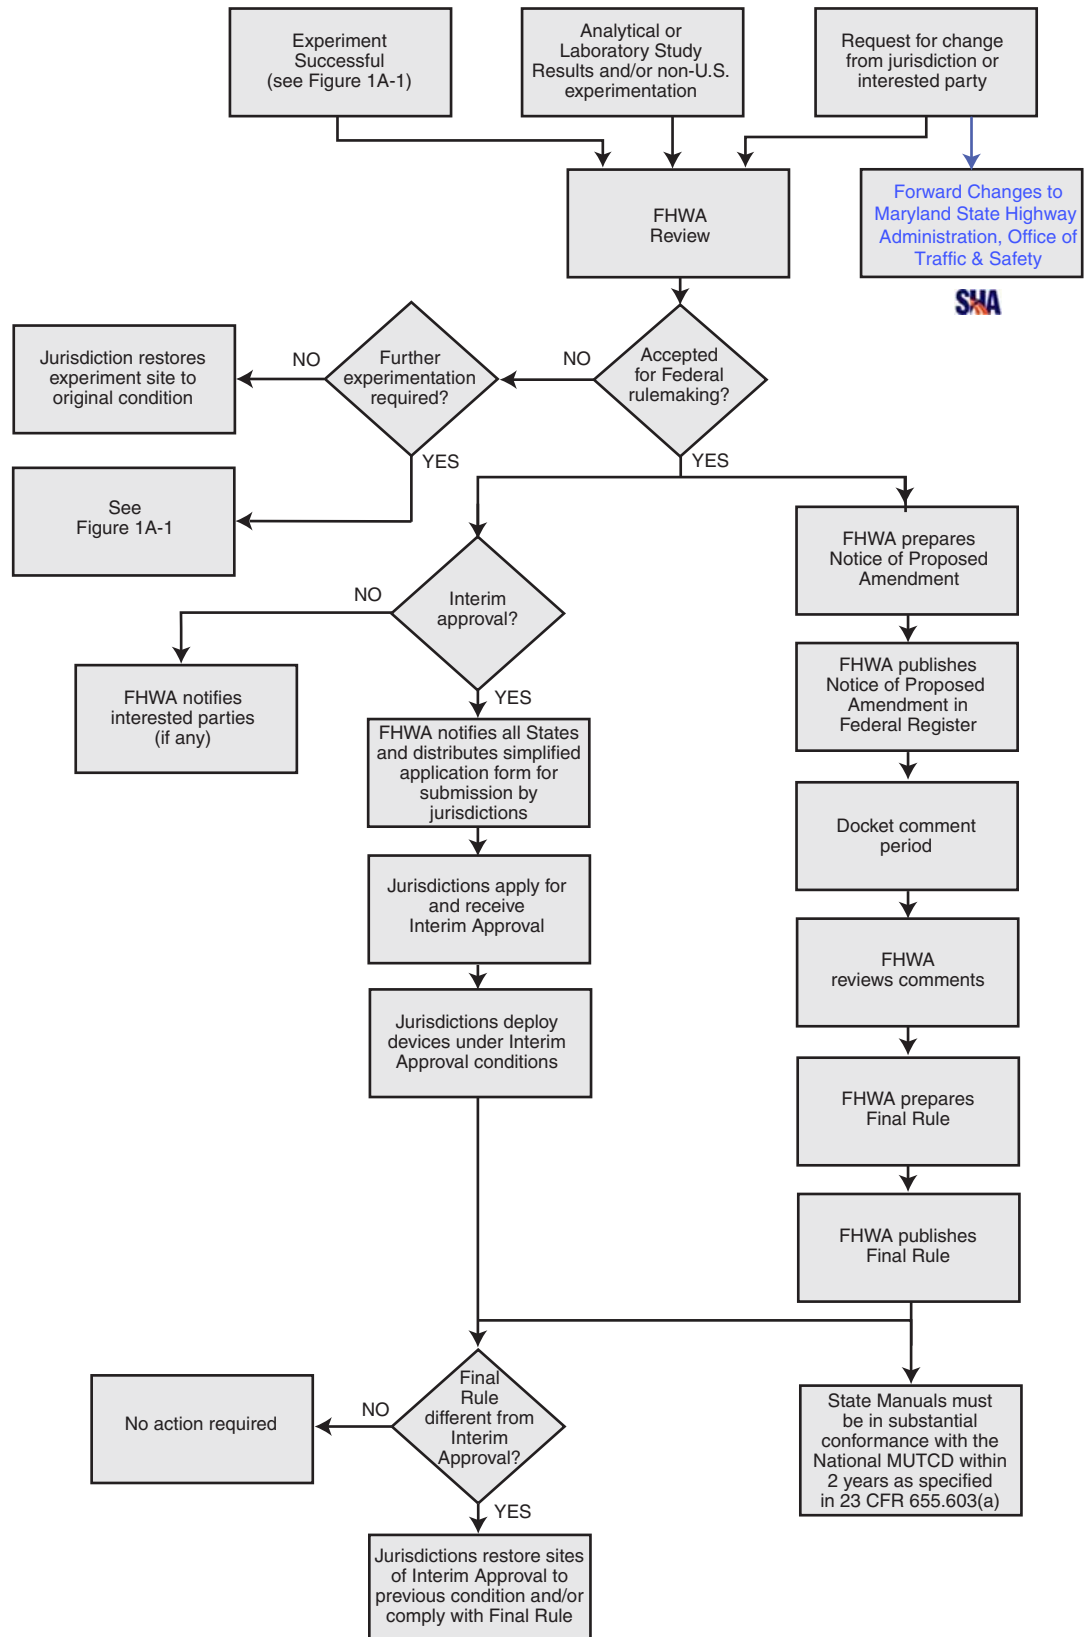 Experiment
Successful
(see Figure 1A-1)
Analytical or
Laboratory Study
Results and/or non-U.S.
experimentation
Request for change
from jurisdiction or
interested party
FHWA
Review
Forward Changes to
Maryland State Highway
Administration, Office of
Traffic & Safety
SHA
Jurisdiction restores
experiment site to
original condition
NO
Further
experimentation
required?
NO
Accepted
for Federal
rulemaking?
YES
YES
See
Figure 1A-1
FHWA prepares
Notice of Proposed
Amendment
NO
Interim
approval?
FHWA notifies
interested parties
(if any)
YES
FHWA publishes
Notice of Proposed
Amendment in
Federal Register
FHWA notifies all States
and distributes simplified
application form for
submission by
jurisdictions
Docket comment
period
Jurisdictions apply for
and receive
Interim Approval
FHWA
reviews comments
Jurisdictions deploy
devices under Interim
Approval conditions
FHWA prepares
Final Rule
FHWA publishes
Final Rule
No action required
NO
Final
Rule
different from
Interim
Approval?
State Manuals must
be in substantial
conformance with the
National MUTCD within
2 years as specified
in 23 CFR 655.603(a)
YES
Jurisdictions restore sites
of Interim Approval to
previous condition and/or
comply with Final Rule